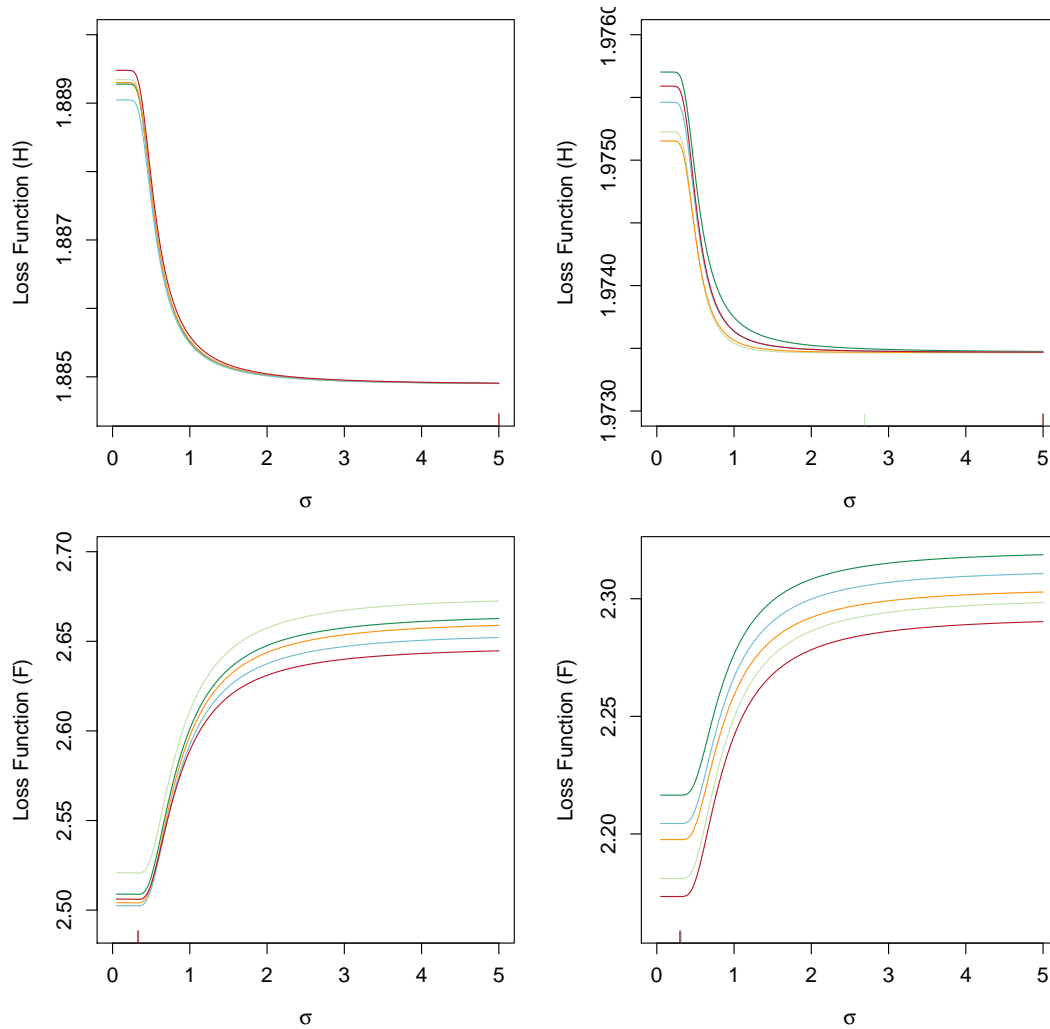 Loss Function (H)
1.885
1.887
1.889
0 1 2 3 4 5
σ
Loss Function (H)
1.9730
1.9740
1.9750
1.976
0 1 2 3 4 5
σ
Loss Function (F)
2.50
2.55
2.60
2.65
2.70
0 1 2 3 4 5
σ
Loss Function (F)
2.20
2.25
2.30
0 1 2 3 4 5
σ